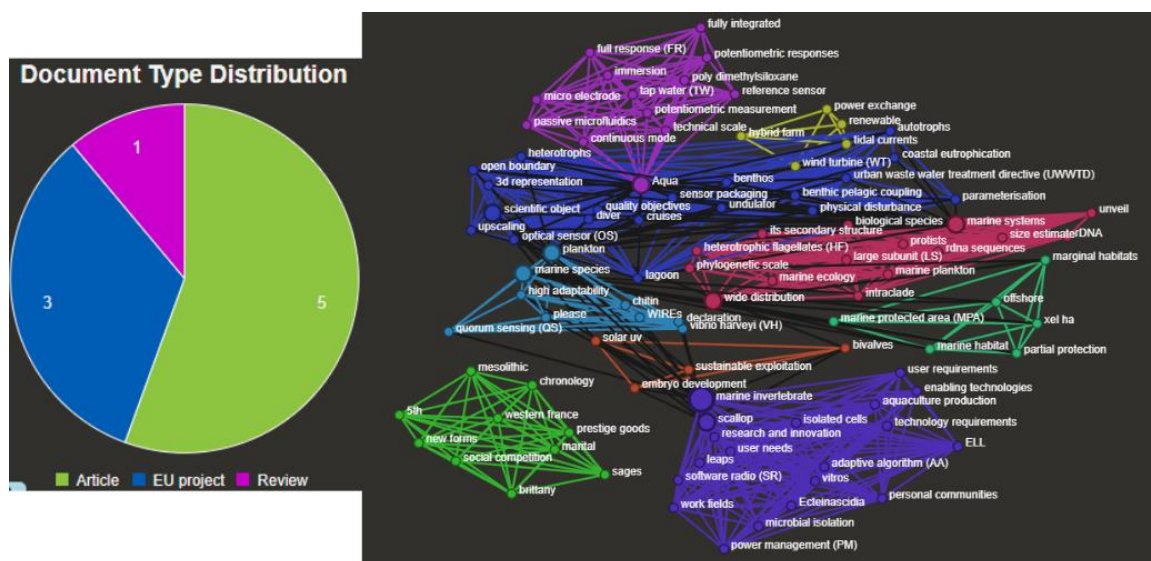 Document Type Distribution
1
3
5
Article
EU project
Review
fully integrated
full response (FR)
potentiometric responses
immersion
poly dimethylsiloxane
tap water (TW)
reference sensor
micro electrode
potentiometric measurement
power exchange
passive microfluidics
technical scale
renewable
continuous mode
hybrid farm
autotrophs
tidal currents
heterotrophs
coastal eutrophication
open boundary
wind turbine (WT)
3d representation
Aqua
benthos
urban waste water treatment directive (UWWTD)
sensor packaging
benthic pelagic coupling
parameterisation
scientific object
quality objectives
undulator
physical disturbance
diver
cruises
unveil
upscaling
biological species
marine systems
optical sensor (OS)
its secondary structure
size estimaterDNA
plankton
heterotrophic flagellates (HF)
protists
rdna sequences
large subunit (LS)
marginal habitats
marine species
lagoon
phylogenetic scale
marine plankton
marine ecology
high adaptability
chitin
wide distribution
intraclade
offshore
please
WIREs
declaration
marine protected area (MPA)
xel ha
quorum sensing (QS)
vibrio harveyi (VH)
solar uv
bivalves
marine habitat
partial protection
mesolithic
sustainable exploitation
user requirements
chronology
embryo development
enabling technologies
marine invertebrate
aquaculture production
5th
western france
scallop
isolated cells
technology requirements
prestige goods
new forms
marital
research and innovation
user needs
ELL
social competition
leaps
adaptive algorithm (AA)
sages
software radio (SR)
vitros
brittany
work fields
Ecteinascidia
personal communities
microbial isolation
power management (PM)